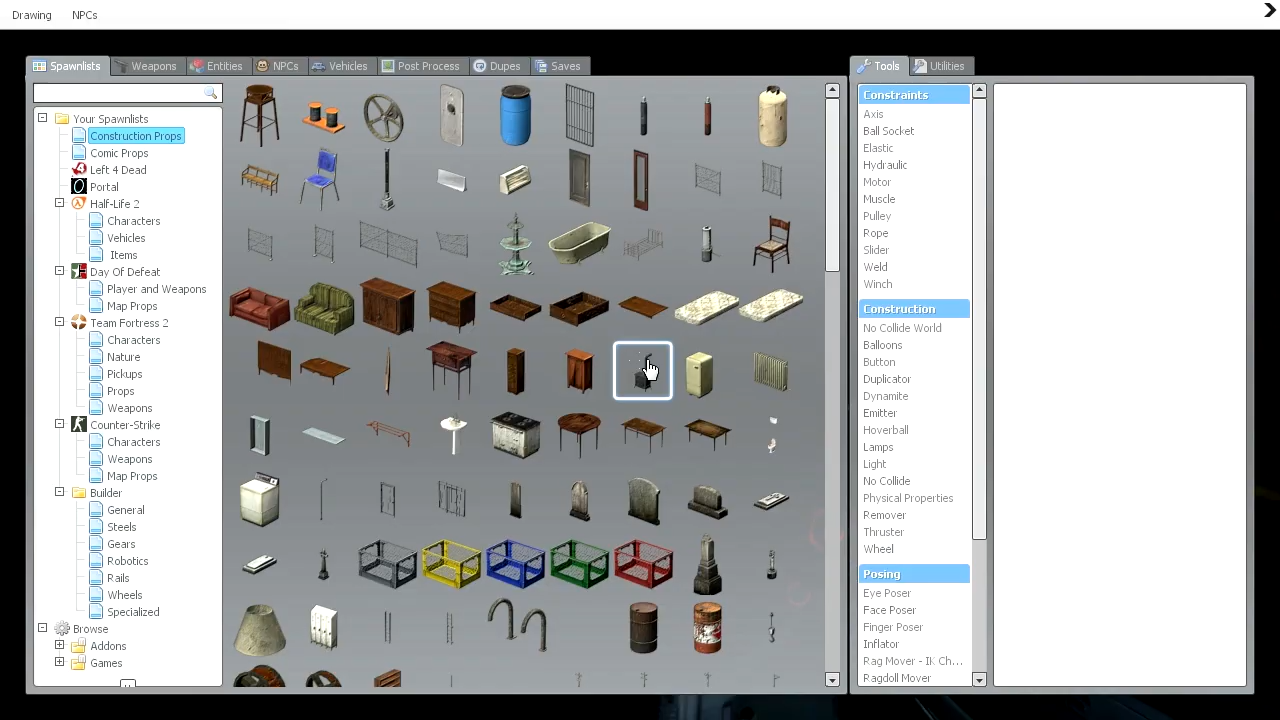 Drawing NPCs
Spawnlists Weapons Entities NPCs Vehicles Post Process Dupes Saves
Tools Utilities
Your Spawnlists
Construction Props
Comic Props
Left 4 Dead
Portal
Half-Life 2
Characters
Vehicles
Items
Day Of Defeat
Player and Weapons
Map Props
Team Fortress 2
Characters
Nature
Pickups
Props
Weapons
Counter-Strike
Characters
Weapons
Map Props
Builder
General
Steels
Gears
Robotics
Rails
Wheels
Specialized
Browse
Addons
Games
Constraints
Axis
Ball Socket
Elastic
Hydraulic
Motor
Muscle
Pulley
Rope
Slider
Weld
Winch
Construction
No Collide World
Balloons
Button
Duplicator
Dynamite
Emitter
Hoverball
Lamps
Light
No Collide
Physical Properties
Remover
Thruster
Wheel
Posing
Eye Poser
Face Poser
Finger Poser
Inflator
Rag Mover - IK Ch...
Ragdoll Mover